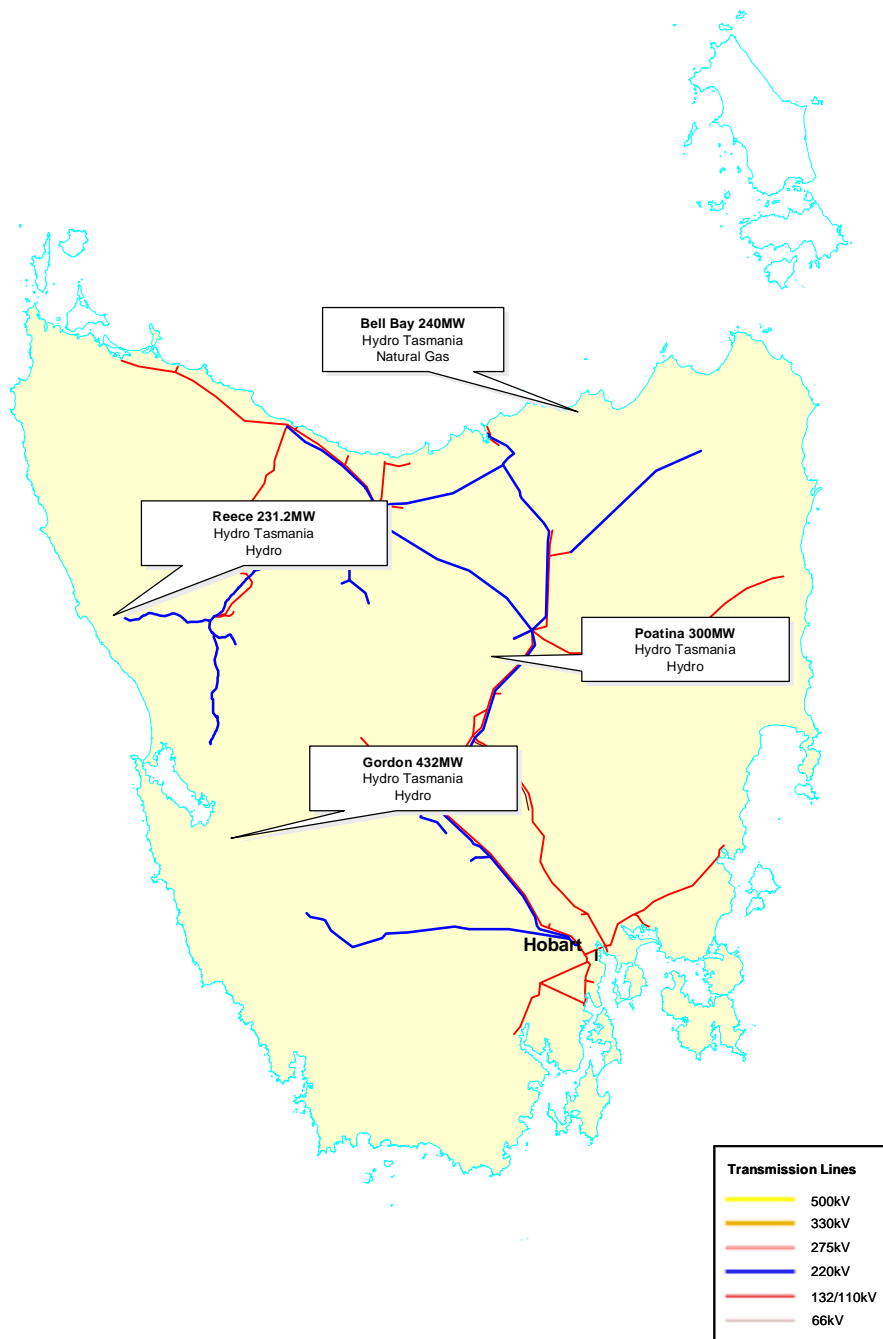 Bell Bay 240MW
Hydro Tasmania
Natural Gas
Reece 231.2MW
Hydro Tasmania
Hydro
Poatina 300MW
Hydro Tasmania
Hydro
Gordon 432MW
Hydro Tasmania
Hydro
Hobart
Transmission Lines
500kV
330kV
275kV
220kV
132/110kV
66kV